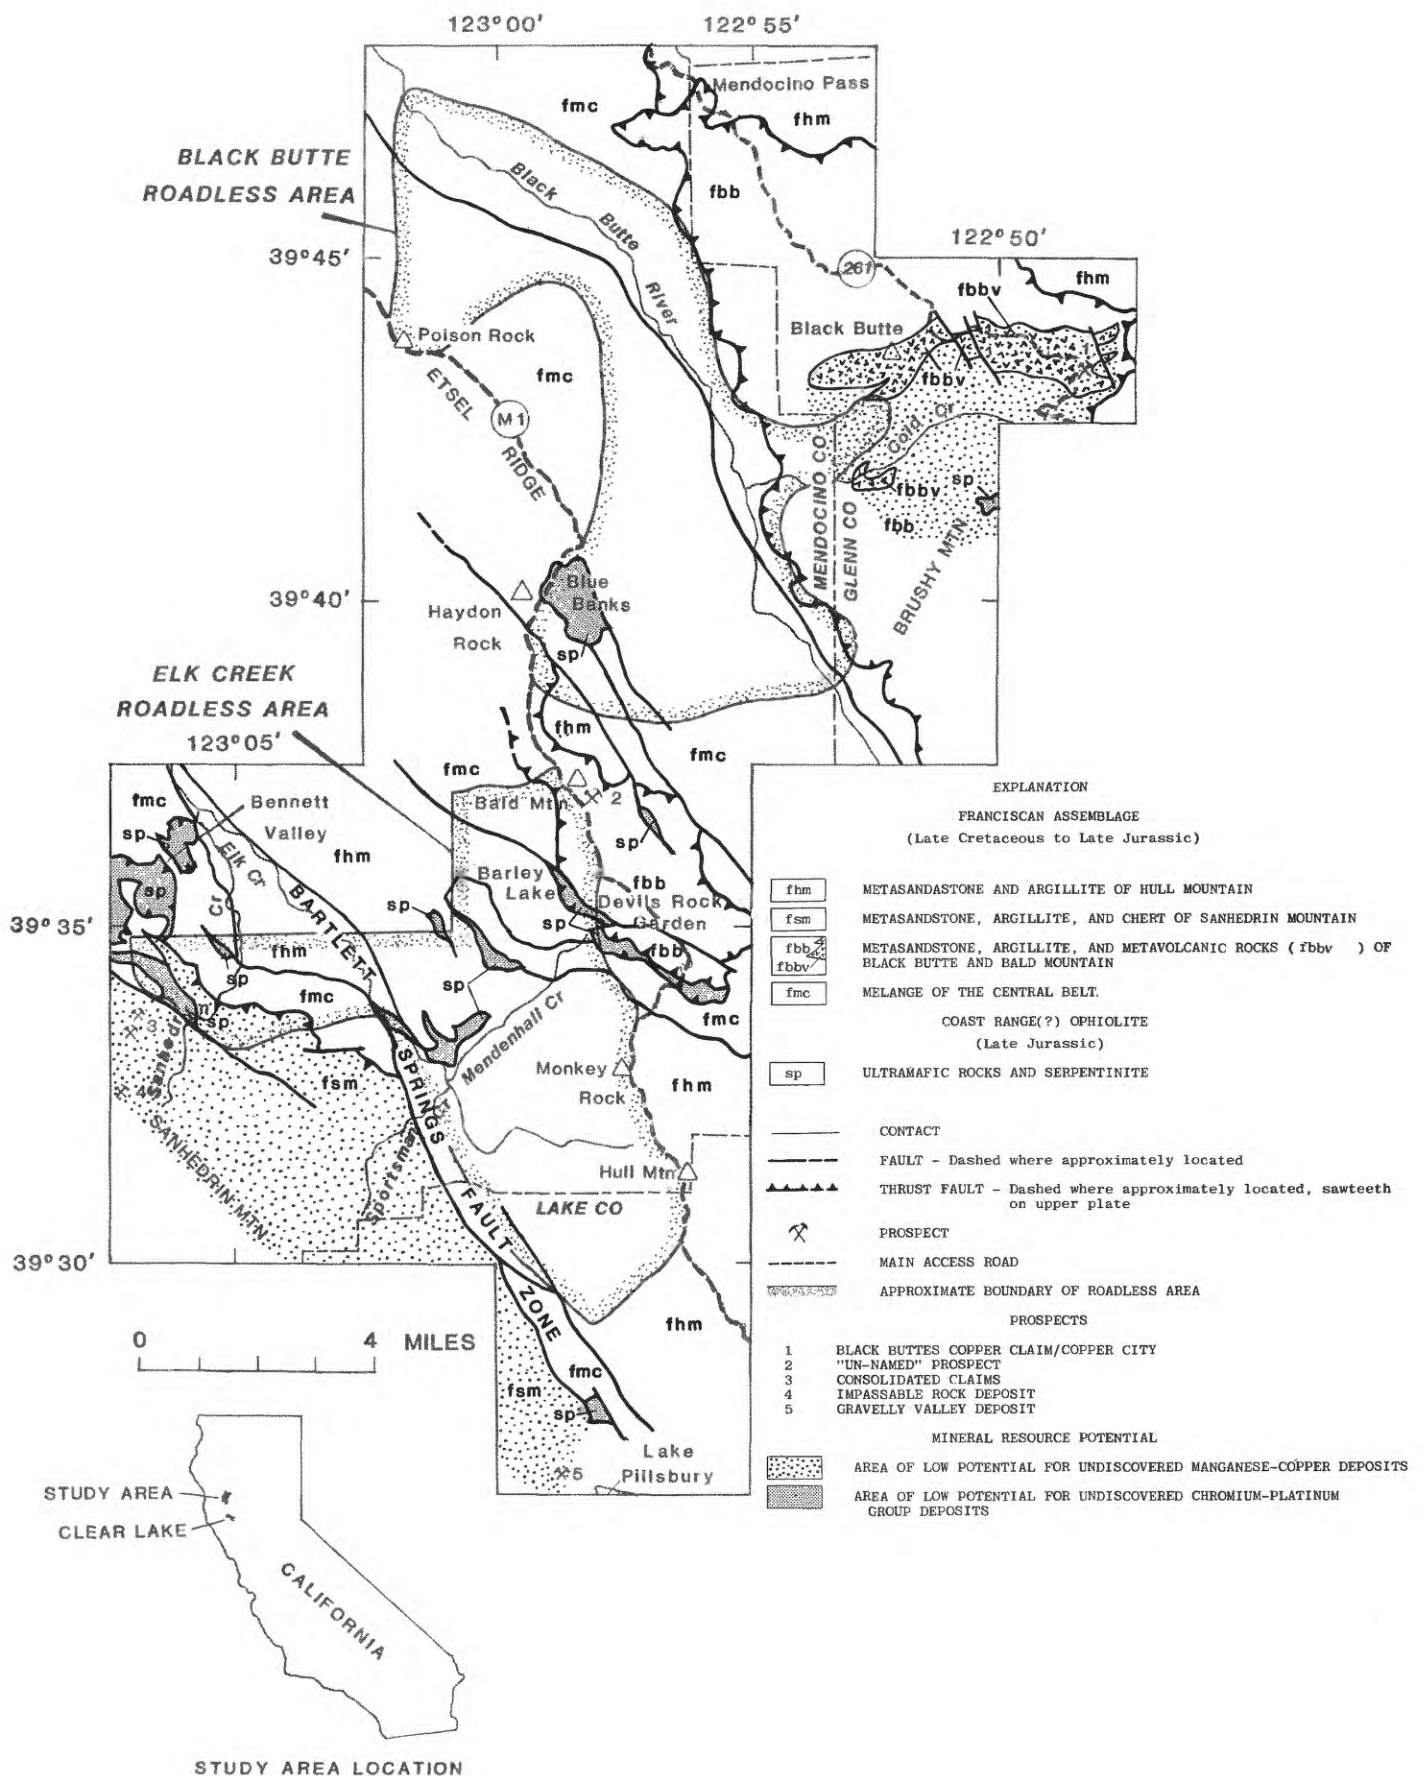 123° 00'
122° 55'
Mendocino Pass
fmc
fhm
BLACK BUTTE
ROADLESS AREA
fbb
Black
Butte
River
122° 50'
39° 45'
261
fhm
fbbv
Poison Rock
Black Butte
fbbv
fmc
ETSEL
RIDGE
M1
Cold Cr
MENDOCINO CO
GLENN CO
fbbv
sp
fbb
BRUSHY MTN
39° 40'
Blue
Banks
Haydon
Rock
sp
ELK CREEK
ROADLESS AREA
123° 05'
fhm
fmc
fmc
fmc
Bald Mtn
2
Bennett
Valley
sp
Elk Cr
fhm
sp
sp
Barley
Lake
fbb
Devils Rock
Garden
sp
sp
fbb
39° 35'
Cr
BARTLETT
SPRINGS
FAULT
ZONE
fhm
sp
sp
fmc
fmc
sp
3
Sanhedrin
Mendenhall Cr
fsm
Monkey
Rock
fhm
4
SANHEDRIN MTN
Sportsman
Cr
Hull Mtn
LAKE CO
39° 30'
fhm
fmc
fsm
sp
5
Lake
Pillsbury
0 4 MILES
STUDY AREA
CLEAR LAKE
CALIFORNIA
STUDY AREA LOCATION
EXPLANATION
FRANCISCAN ASSEMBLAGE
(Late Cretaceous to Late Jurassic)
fhm METASANDASTONE AND ARGILLITE OF HULL MOUNTAIN
fsm METASANDSTONE, ARGILLITE, AND CHERT OF SANHEDRIN MOUNTAIN
fbb METASANDSTONE, ARGILLITE, AND METAVOLCANIC ROCKS ( fbbv ) OF
fbbv BLACK BUTTE AND BALD MOUNTAIN
fmc MELANGE OF THE CENTRAL BELT.
COAST RANGE(?) OPHIOLITE
(Late Jurassic)
sp ULTRAMAFIC ROCKS AND SERPENTINITE
CONTACT
FAULT - Dashed where approximately located
THRUST FAULT - Dashed where approximately located, sawteeth
on upper plate
PROSPECT
MAIN ACCESS ROAD
APPROXIMATE BOUNDARY OF ROADLESS AREA
PROSPECTS
1 BLACK BUTTES COPPER CLAIM/COPPER CITY
2 "UN-NAMED" PROSPECT
3 CONSOLIDATED CLAIMS
4 IMPASSABLE ROCK DEPOSIT
5 GRAVELLY VALLEY DEPOSIT
MINERAL RESOURCE POTENTIAL
AREA OF LOW POTENTIAL FOR UNDISCOVERED MANGANESE-COPPER DEPOSITS
AREA OF LOW POTENTIAL FOR UNDISCOVERED CHROMIUM-PLATINUM
GROUP DEPOSITS